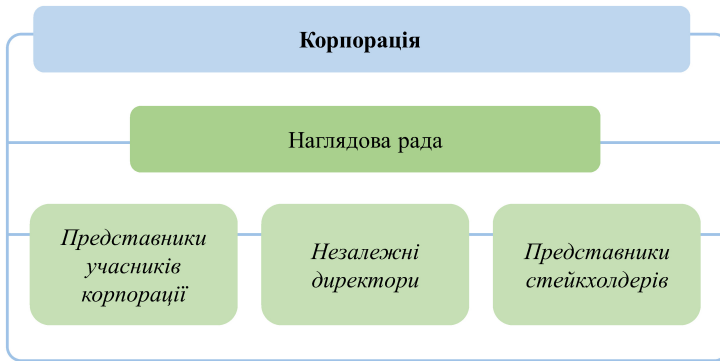 Корпорація
Наглядова рада
Представники
учасників
корпорації
Незалежні
директори
Представники
стейкхолдерів